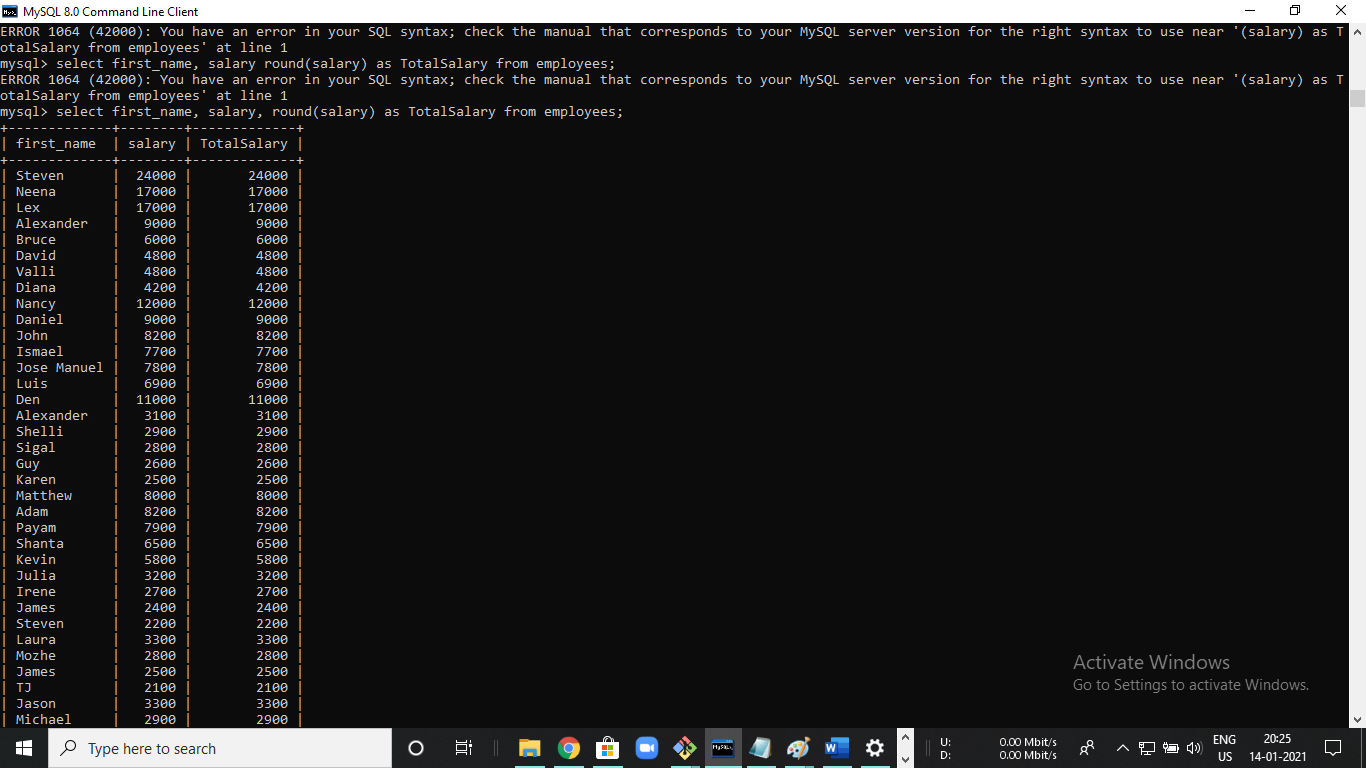 MySQL 8.0 Command Line Client
ERROR 1064 (42000): You have an error in your SQL syntax; check the manual that corresponds to your MySQL server version for the right syntax to use near '(salary) as T
otalSalary from employees' at line 1
mysql> select first_name, salary round(salary) as TotalSalary from employees;
ERROR 1064 (42000): You have an error in your SQL syntax; check the manual that corresponds to your MySQL server version for the right syntax to use near '(salary) as T
otalSalary from employees' at line 1
mysql> select first_name, salary, round(salary) as TotalSalary from employees;
+-------------+--------+-------------+
| first_name  | salary | TotalSalary |
+-------------+--------+-------------+
| Steven      |  24000 |       24000 |
| Neena       |  17000 |       17000 |
| Lex         |  17000 |       17000 |
| Alexander   |   9000 |        9000 |
| Bruce       |   6000 |        6000 |
| David       |   4800 |        4800 |
| Valli       |   4800 |        4800 |
| Diana       |   4200 |        4200 |
| Nancy       |  12000 |       12000 |
| Daniel      |   9000 |        9000 |
| John        |   8200 |        8200 |
| Ismael      |   7700 |        7700 |
| Jose Manuel |   7800 |        7800 |
| Luis        |   6900 |        6900 |
| Den         |  11000 |       11000 |
| Alexander   |   3100 |        3100 |
| Shelli      |   2900 |        2900 |
| Sigal       |   2800 |        2800 |
| Guy         |   2600 |        2600 |
| Karen       |   2500 |        2500 |
| Matthew     |   8000 |        8000 |
| Adam        |   8200 |        8200 |
| Payam       |   7900 |        7900 |
| Shanta      |   6500 |        6500 |
| Kevin       |   5800 |        5800 |
| Julia       |   3200 |        3200 |
| Irene       |   2700 |        2700 |
| James       |   2400 |        2400 |
| Steven      |   2200 |        2200 |
| Laura       |   3300 |        3300 |
| Mozhe       |   2800 |        2800 |
| James       |   2500 |        2500 |
| TJ          |   2100 |        2100 |
| Jason       |   3300 |        3300 |
| Michael     |   2900 |        2900 |
Activate Windows
Go to Settings to activate Windows.
Type here to search
U: 0.00 Mbit/s
D: 0.00 Mbit/s
ENG
US
20:25
14-01-2021